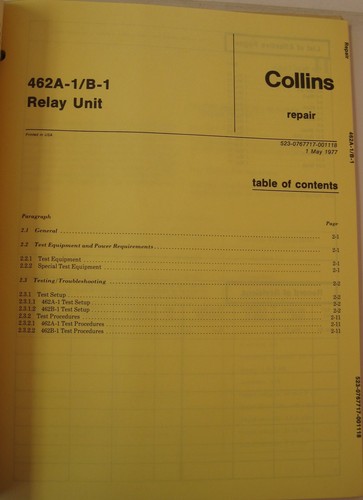 462A-1/B-1
Relay Unit
Collins
repair
Printed in USA
523-0767717-001118
1 May 1977
table of contents
Paragraph
Page
2.1 General 2-1
2.2 Test Equipment and Power Requirements 2-1
2.2.1 Test Equipment 2-1
2.2.2 Special Test Equipment 2-1
2.3 Testing/Troubleshooting 2-2
2.3.1 Test Setup 2-2
2.3.1.1 462A-1 Test Setup 2-2
2.3.1.2 462B-1 Test Setup 2-2
2.3.2 Test Procedures 2-11
2.3.2.1 462A-1 Test Procedures 2-11
2.3.2.2 462B-1 Test Procedures 2-11
Repair
462A-1/B-1
523-0767717-001118